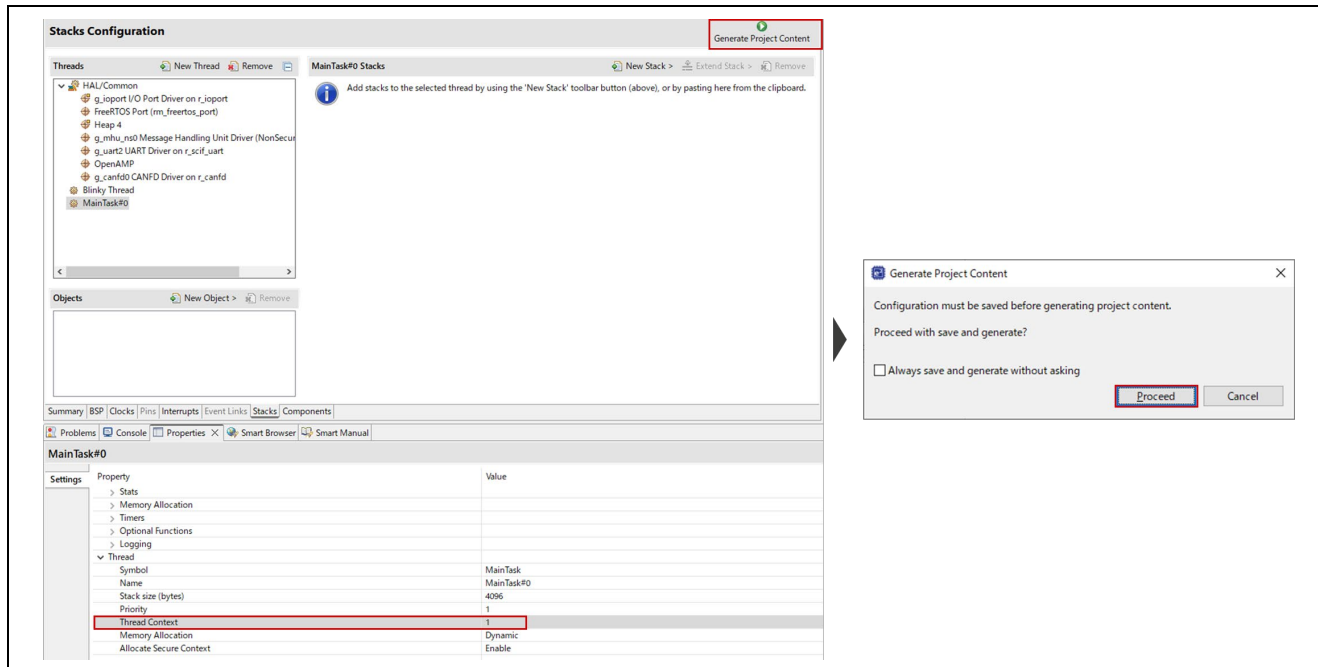 Stacks Configuration
Generate Project Content
Threads
New Thread
Remove
HAL/Common
g_ioport I/O Port Driver on r_ioport
FreeRTOS Port (rm_freertos_port)
Heap 4
g_mhu_ns0 Message Handling Unit Driver (NonSecur
g_uart2 UART Driver on r_scif_uart
OpenAMP
g_canfd0 CANFD Driver on r_canfd
Blinky Thread
MainTask#0
MainTask#0 Stacks
New Stack >
Extend Stack >
Remove
Add stacks to the selected thread by using the 'New Stack' toolbar button (above), or by pasting here from the clipboard.
Objects
New Object >
Remove
Summary BSP Clocks Pins Interrupts Event Links Stacks Components
Problems Console Properties Smart Browser Smart Manual
MainTask#0
Settings
Property Value
Stats
Memory Allocation
Timers
Optional Functions
Logging
Thread
Symbol MainTask
Name MainTask#0
Stack size (bytes) 4096
Priority 1
Thread Context 1
Memory Allocation Dynamic
Allocate Secure Context Enable
Generate Project Content
Configuration must be saved before generating project content.
Proceed with save and generate?
Always save and generate without asking
Proceed Cancel